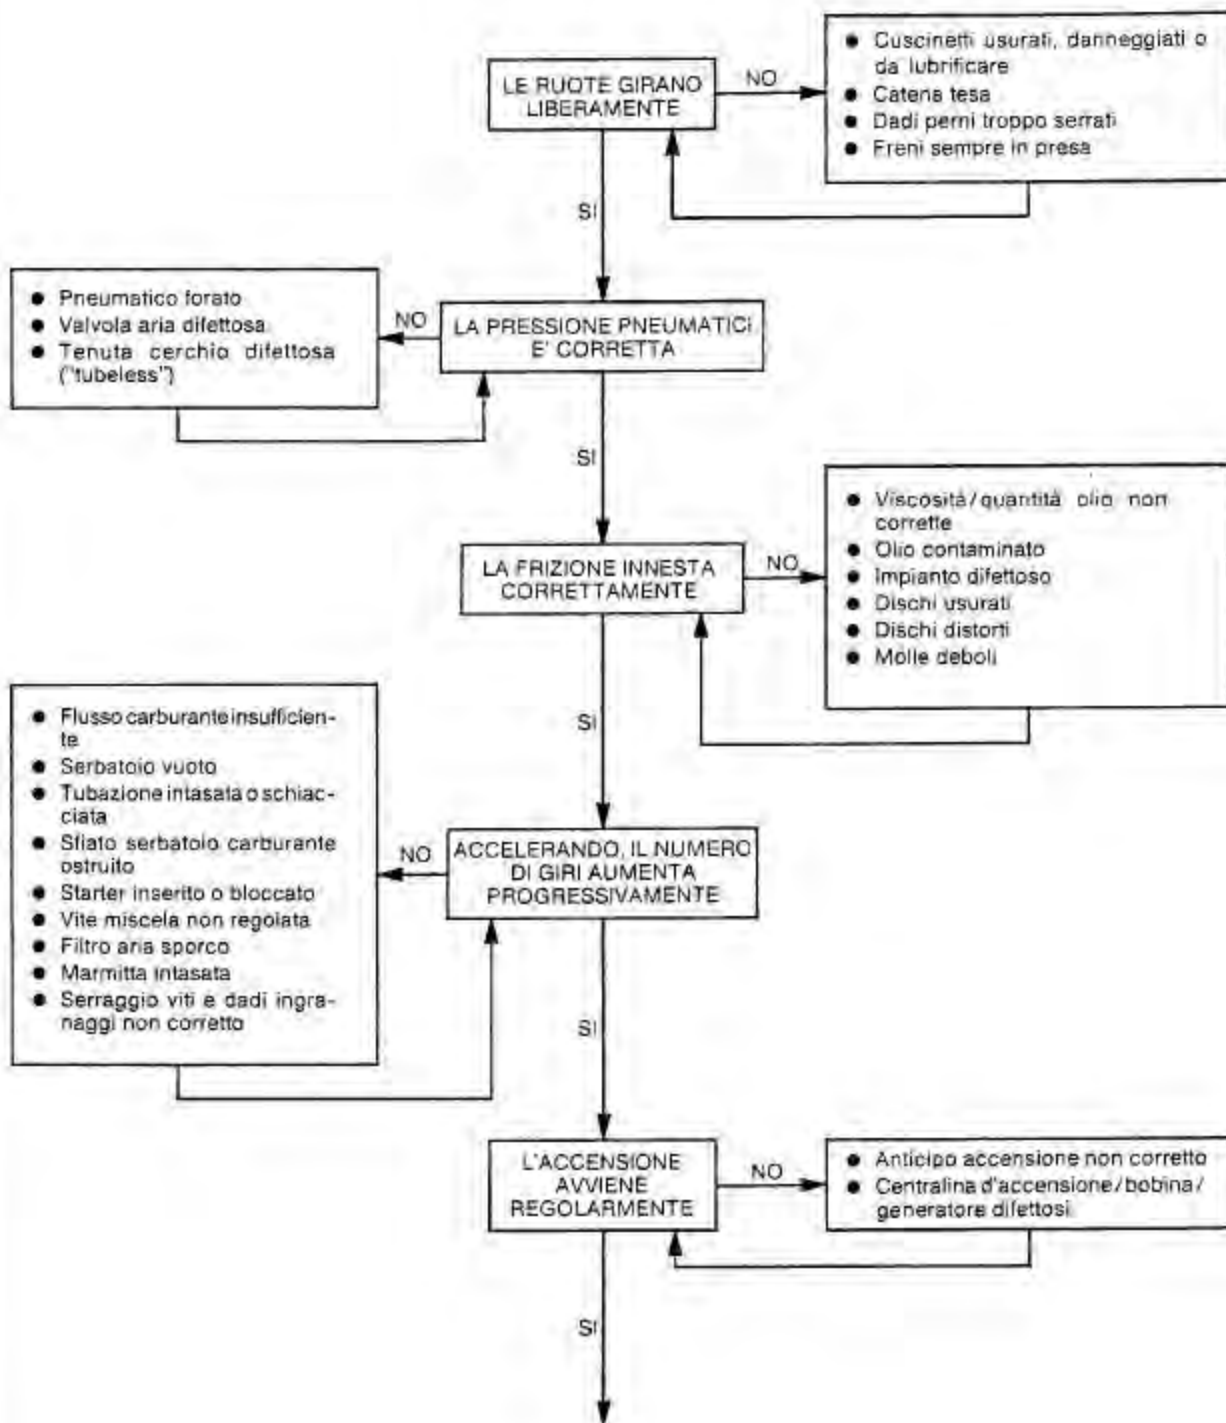 LE RUOTE GIRANO
LIBERAMENTE
NO
● Cuscinetti usurati, danneggiati o
da lubrificare
● Catena tesa
● Dadi perni troppo serrati
● Freni sempre in presa
SI
LA PRESSIONE PNEUMATICI
E' CORRETTA
NO
● Pneumatico forato
● Valvola aria difettosa
● Tenuta cerchio difettosa
("tubeless")
SI
LA FRIZIONE INNESTA
CORRETTAMENTE
NO
● Viscosità/quantità olio non
corrette
● Olio contaminato
● Impianto difettoso
● Dischi usurati
● Dischi distorti
● Molle deboli
SI
ACCELERANDO, IL NUMERO
DI GIRI AUMENTA
PROGRESSIVAMENTE
NO
● Flusso carburante insufficien-
te
● Serbatoio vuoto
● Tubazione intasata o schiac-
ciata
● Sfiato serbatoio carburante
ostruito
● Starter inserito o bloccato
● Vite miscela non regolata
● Filtro aria sporco
● Marmitta intasata
● Serraggio viti e dadi ingra-
naggi non corretto
SI
L'ACCENSIONE
AVVIENE
REGOLARMENTE
NO
● Anticipo accensione non corretto
● Centralina d'accensione/bobina/
generatore difettosi
SI